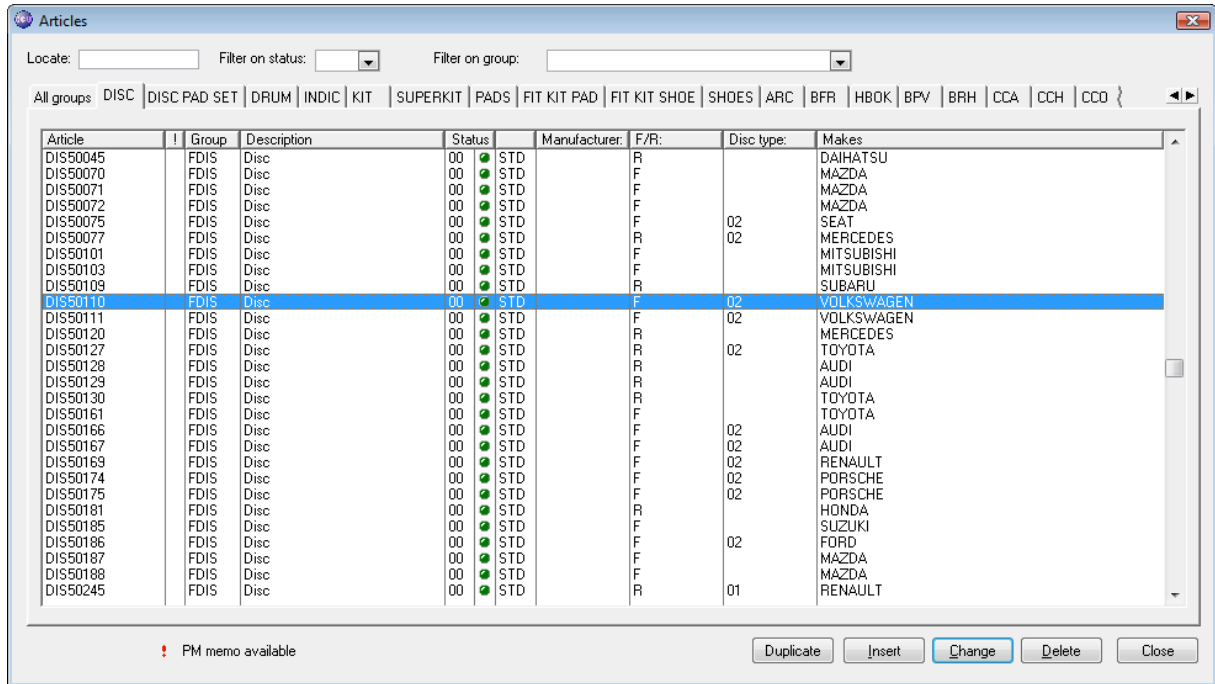 Articles
Locate: Filter on status: Filter on group:
All groups DISC DISC PAD SET DRUM INDIC KIT SUPERKIT PADS FIT KIT PAD FIT KIT SHOE SHOES ARC BFR HBOK BPV BRH CCA CCH CCO
Article ! Group Description Status Manufacturer: F/R: Disc type: Makes
DIS50045 FDIS Disc 00 STD R DAIHATSU
DIS50070 FDIS Disc 00 STD F MAZDA
DIS50071 FDIS Disc 00 STD F MAZDA
DIS50072 FDIS Disc 00 STD F MAZDA
DIS50075 FDIS Disc 00 STD F 02 SEAT
DIS50077 FDIS Disc 00 STD R 02 MERCEDES
DIS50101 FDIS Disc 00 STD F MITSUBISHI
DIS50103 FDIS Disc 00 STD F MITSUBISHI
DIS50109 FDIS Disc 00 STD R SUBARU
DIS50110 FDIS Disc 00 STD F 02 VOLKSWAGEN
DIS50111 FDIS Disc 00 STD F 02 VOLKSWAGEN
DIS50120 FDIS Disc 00 STD R MERCEDES
DIS50127 FDIS Disc 00 STD R 02 TOYOTA
DIS50128 FDIS Disc 00 STD R AUDI
DIS50129 FDIS Disc 00 STD R AUDI
DIS50130 FDIS Disc 00 STD R TOYOTA
DIS50161 FDIS Disc 00 STD F TOYOTA
DIS50166 FDIS Disc 00 STD F 02 AUDI
DIS50167 FDIS Disc 00 STD F 02 AUDI
DIS50169 FDIS Disc 00 STD F 02 RENAULT
DIS50174 FDIS Disc 00 STD F 02 PORSCHE
DIS50175 FDIS Disc 00 STD F 02 PORSCHE
DIS50181 FDIS Disc 00 STD R HONDA
DIS50185 FDIS Disc 00 STD F SUZUKI
DIS50186 FDIS Disc 00 STD F 02 FORD
DIS50187 FDIS Disc 00 STD F MAZDA
DIS50188 FDIS Disc 00 STD F MAZDA
DIS50245 FDIS Disc 00 STD R 01 RENAULT
! PM memo available Duplicate Insert Change Delete Close